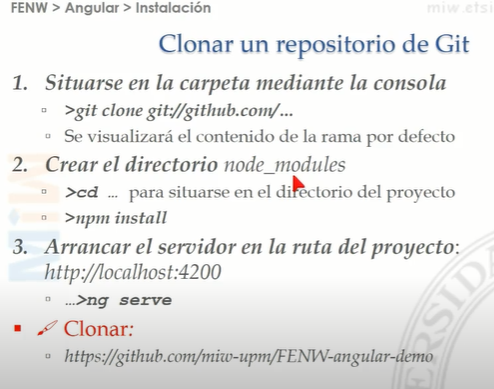 FENW > Angular > Instalación
miw.etsi
Clonar un repositorio de Git
1. Situarse en la carpeta mediante la consola
>git clone git://github.com/...
Se visualizará el contenido de la rama por defecto
2. Crear el directorio node_modules
>cd ... para situarse en el directorio del proyecto
>npm install
3. Arrancar el servidor en la ruta del proyecto:
http://localhost:4200
...>ng serve
Clonar:
https://github.com/miw-upm/FENW-angular-demo